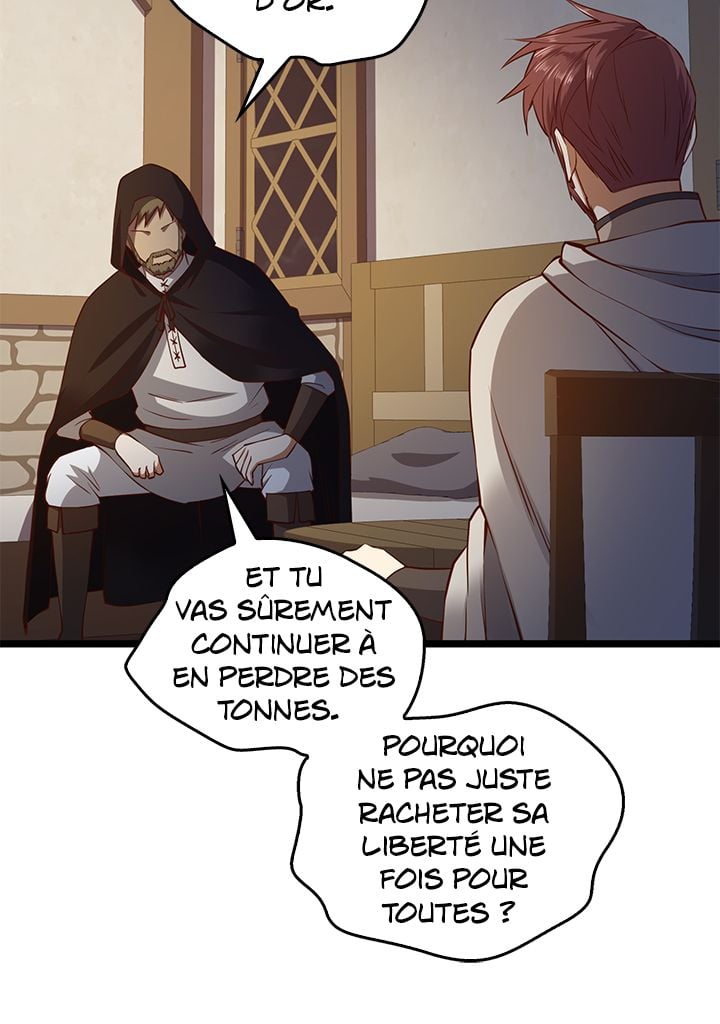 D'OR.
ET TU
VAS SÛREMENT
CONTINUER À
EN PERDRE DES
TONNES.
POURQUOI
NE PAS JUSTE
RACHETER SA
LIBERTÉ UNE
FOIS POUR
TOUTES ?